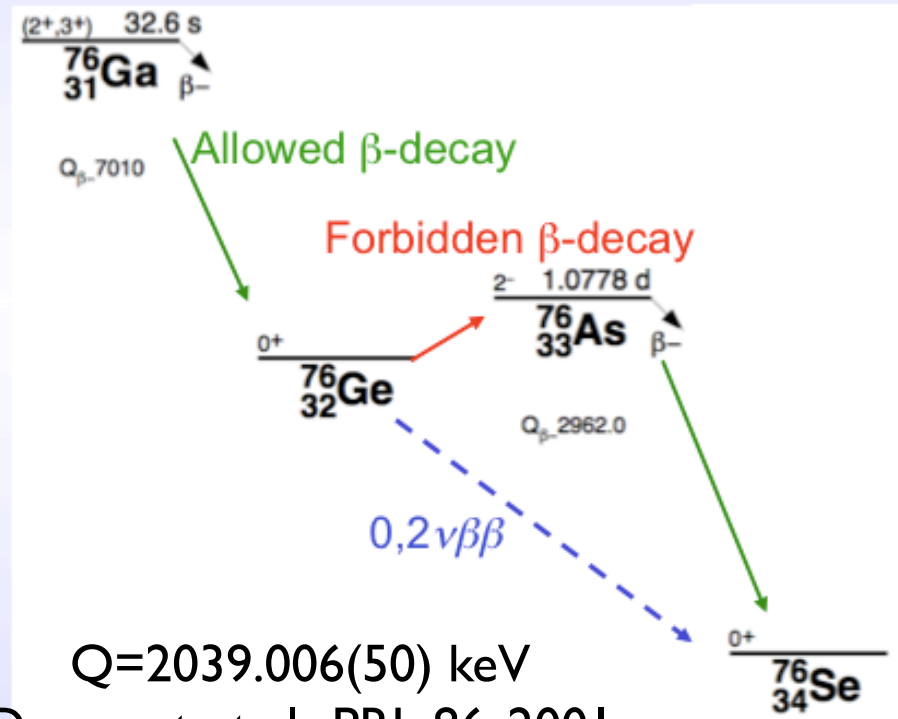 (2+,3+) 32.6 s
76
31Ga β−
Allowed β-decay
Qβ−7010
Forbidden β-decay
2- 1.0778 d
76
33As β−
0+
76
32Ge
Qβ−2962.0
0,2νββ
0+
Q=2039.006(50) keV
76
34Se